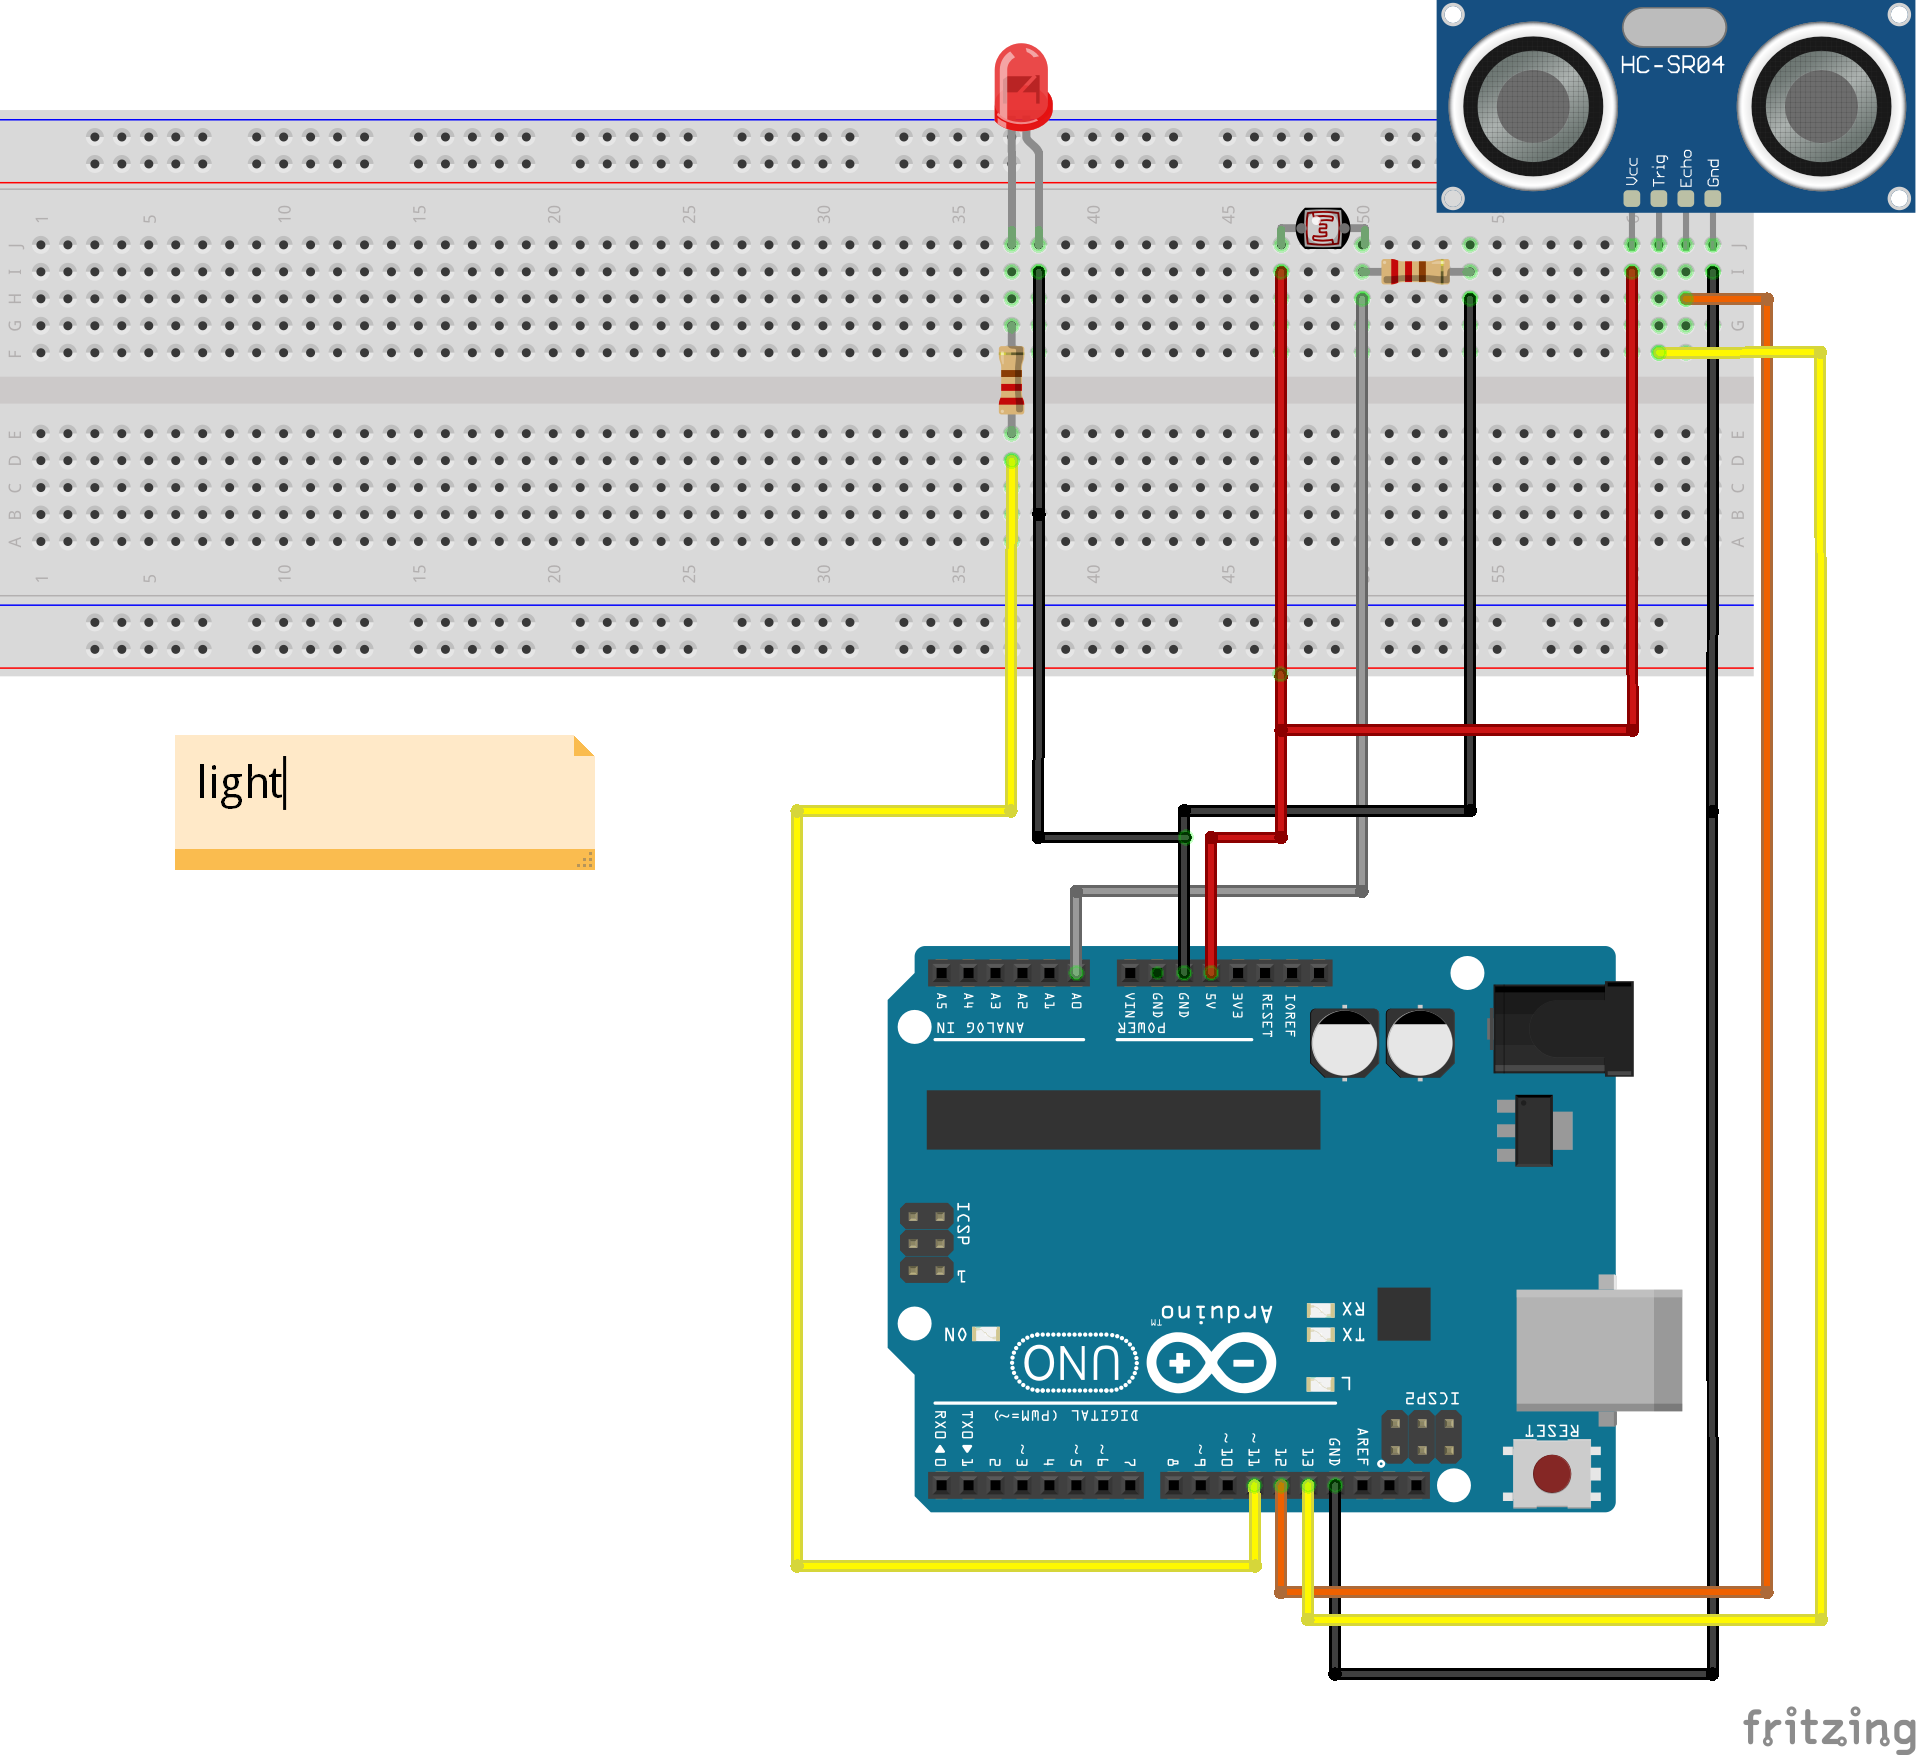 HC-SR04
Vcc
Trig
Echo
Gnd
1 5 10 15 20 25 30 35 40 45 50
J J
I I
H
G G
F
E E
D D
C C
B B
A A
1 5 10 15 20 25 30 35 40 45 55
light
A5 A4 A3 A2 A1 A0 VIN GND GND 5V 3V3 RESET IOREF
ANALOG IN POWER
ICSP
1
Arduino
TM
RX
TX
ON
UNO
L
ICSP2
DIGITAL (PWM=~)
RESET
RX0◀0 TX0▶1 2 ~3 4 ~5 ~6 7 8 ~9 ~10 ~11 12 13 GND AREF
fritzing